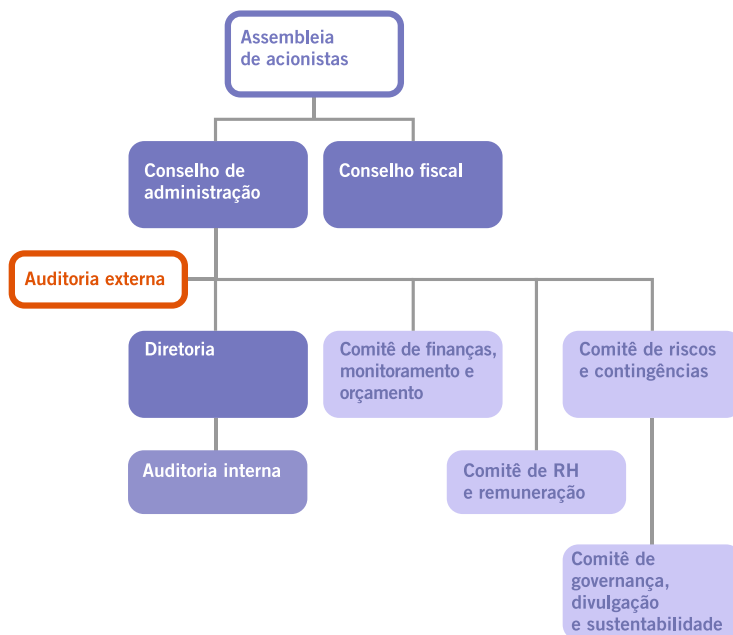 Assembleia
de acionistas
Conselho de
administração
Conselho fiscal
Auditoria externa
Diretoria
Comitê de finanças,
monitoramento e
orçamento
Comitê de riscos
e contingências
Auditoria interna
Comitê de RH
e remuneração
Comitê de
governança,
divulgação
e sustentabilidade